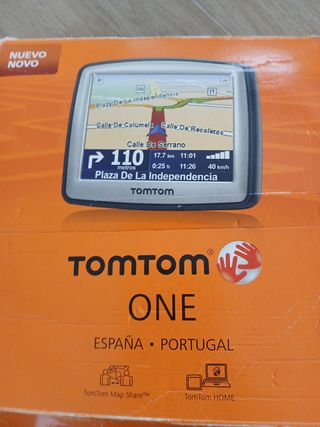 NUEVO
NOVO
Plaza De La Independencia
Calle De Columela
Calle De Recoletos
Calle De Serrano
110 17.7 km 11:01
metros 0:25 h 11:26 40 km/h
Plaza De La Independencia
TOMTOM
TOMTOM®
ONE
ESPAÑA • PORTUGAL
TomTom Map Share™ TomTom HOME